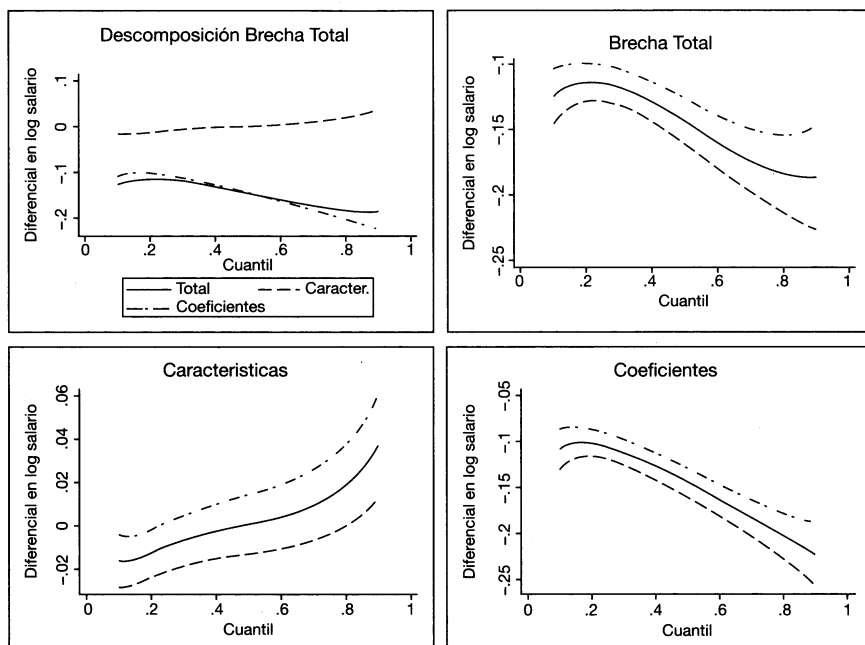 Descomposición Brecha Total
Diferencial en log salario
.1
0
-.1
-.2
0 .2 .4 .6 .8 1
Cuantil
Total Caracter.
Coeficientes
Brecha Total
Diferencial en log salario
-.1
-.15
-.2
-.25
0 .2 .4 .6 .8 1
Cuantil
Caracteristicas
Diferencial en log salario
.06
.04
.02
0
-.02
0 .2 .4 .6 .8 1
Cuantil
Coeficientes
Diferencial en log salario
-.05
-.1
-.15
-.2
-.25
0 .2 .4 .6 .8 1
Cuantil